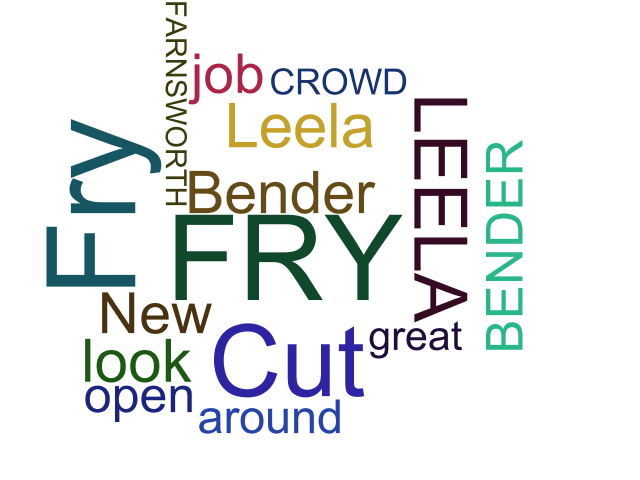 FARNSWORTH
job
CROWD
Leela
Fry
LEELA
BENDER
Bender
FRY
New
Cut
great
look
open
around